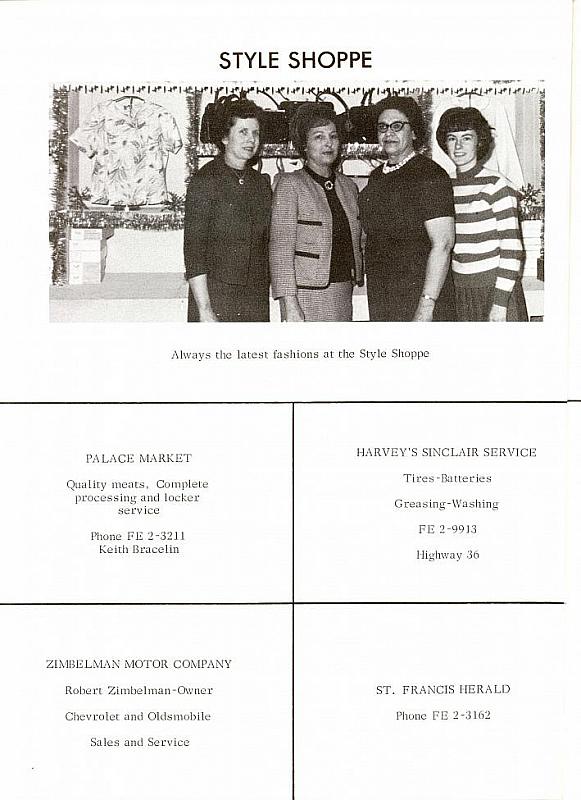 STYLE SHOPPE
Always the latest fashions at the Style Shoppe
PALACE MARKET
Quality meats, Complete
processing and locker
service
Phone FE 2-3211
Keith Bracelin
HARVEY'S SINCLAIR SERVICE
Tires-Batteries
Greasing-Washing
FE 2-9913
Highway 36
ZIMBELMAN MOTOR COMPANY
Robert Zimbelman-Owner
Chevrolet and Oldsmobile
Sales and Service
ST. FRANCIS HERALD
Phone FE 2-3162